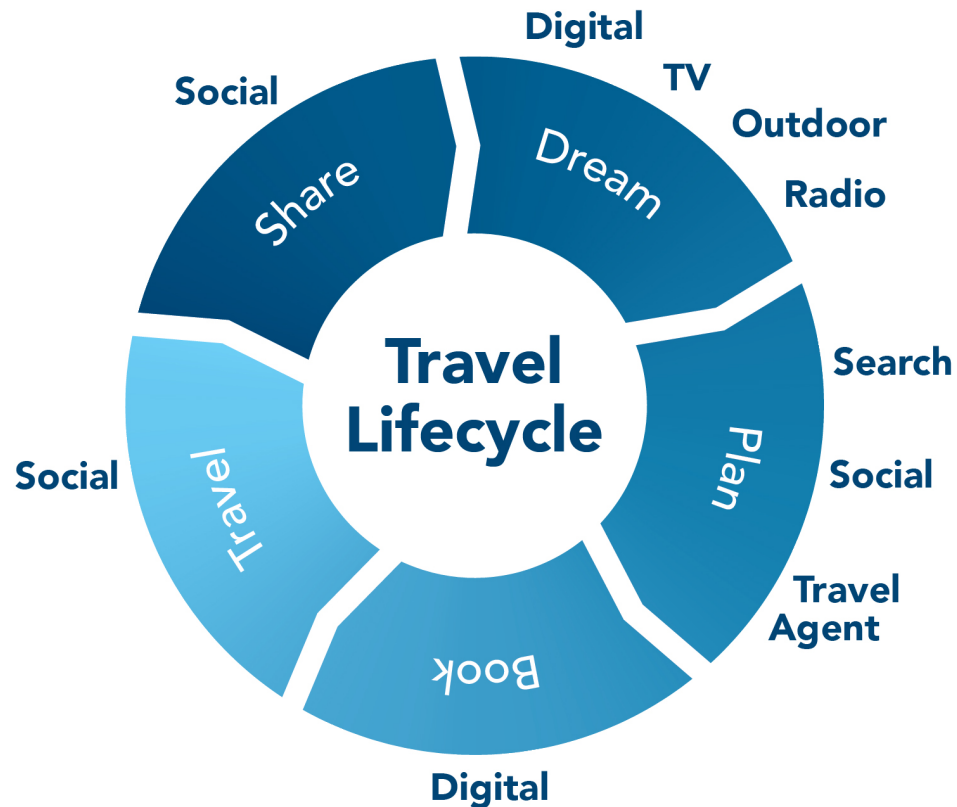 Digital
TV
Outdoor
Radio
Social
Share
Dream
Travel
Lifecycle
Search
Plan
Social
Travel
Agent
Book
Digital
Travel
Social